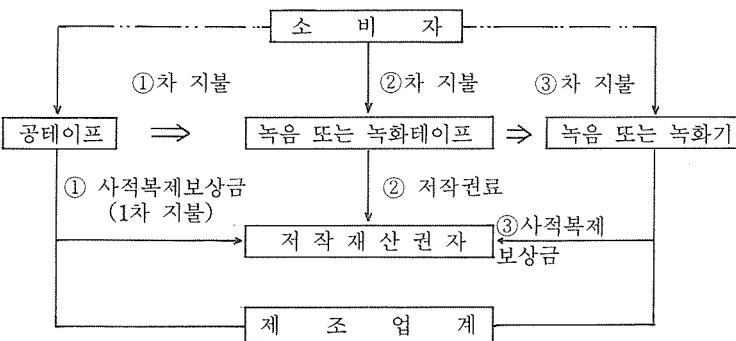 소 비 자
①차 지불 ②차 지불 ③차 지불
공테이프 ⇒ 녹음 또는 녹화테이프 ⇒ 녹음 또는 녹화기
① 사적복제보상금 ② 저작권료
(1차 지불)
저 작 재 산 권 자 ③사적복제
보상금
제 조 업 계